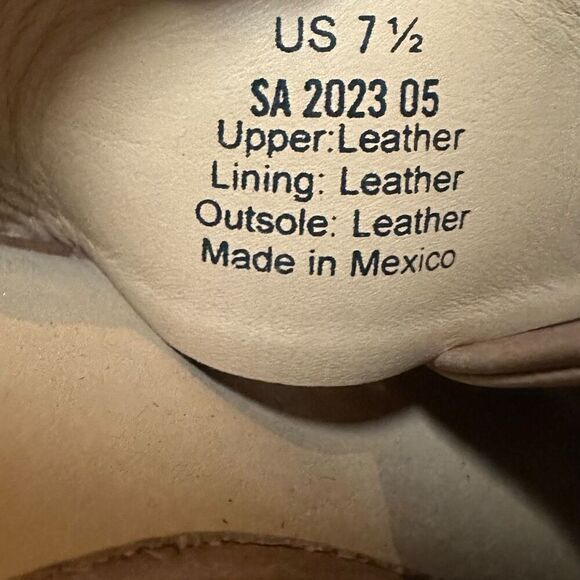 US 7 ½
SA 2023 05
Upper:Leather
Lining: Leather
Outsole: Leather
Made in Mexico